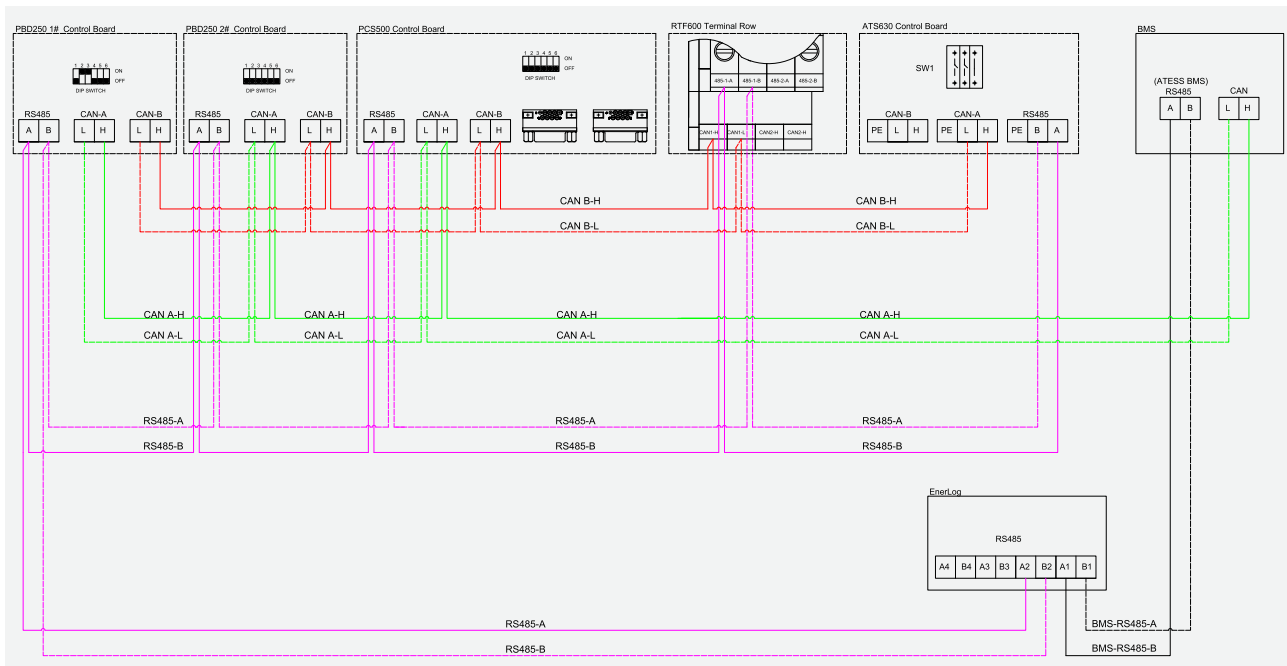 PBD250 1# Control Board
PBD250 2# Control Board
PCS500 Control Board
RTF600 Terminal Row
ATS630 Control Board
BMS
1 2 3 4 5 6
ON
OFF
DIP SWITCH
1 2 3 4 5 6
ON
OFF
DIP SWITCH
1 2 3 4 5 6
ON
OFF
DIP SWITCH
485-1-A
485-1-B
485-2-A
485-2-B
SW1
(ATESS BMS)
RS485
CAN
A B
L H
RS485
CAN-A
CAN-B
A B
L H
L H
RS485
CAN-A
CAN-B
A B
L H
L H
RS485
CAN-A
CAN-B
A B
L H
L H
CAN1-H
CAN1-L
CAN2-H
CAN2-H
CAN-B
CAN-A
RS485
PE L H
PE L H
PE B A
CAN B-H
CAN B-H
CAN B-L
CAN B-L
CAN A-H
CAN A-H
CAN A-H
CAN A-H
CAN A-L
CAN A-L
CAN A-L
CAN A-L
RS485-A
RS485-A
RS485-A
RS485-B
RS485-B
RS485-B
EnerLog
RS485
A4 B4 A3 B3 A2 B2 A1 B1
RS485-A
BMS-RS485-A
RS485-B
BMS-RS485-B